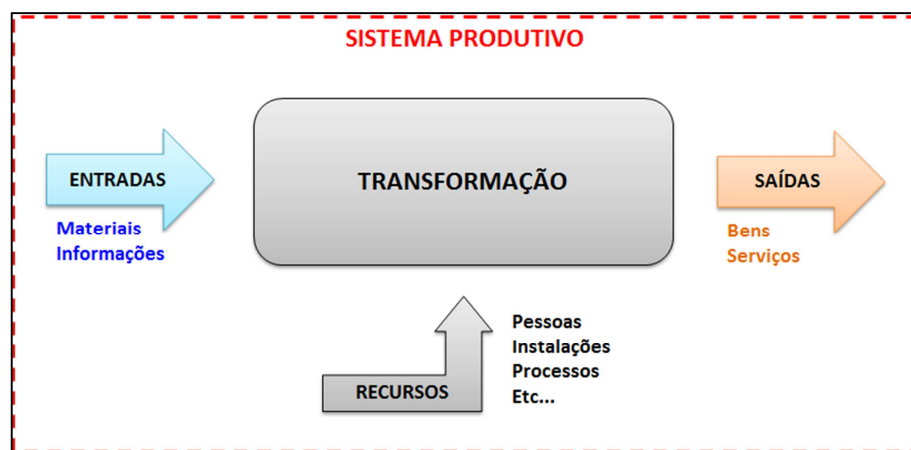 SISTEMA PRODUTIVO
ENTRADAS
Materiais
Informações
TRANSFORMAÇÃO
SAÍDAS
Bens
Serviços
RECURSOS
Pessoas
Instalações
Processos
Etc...